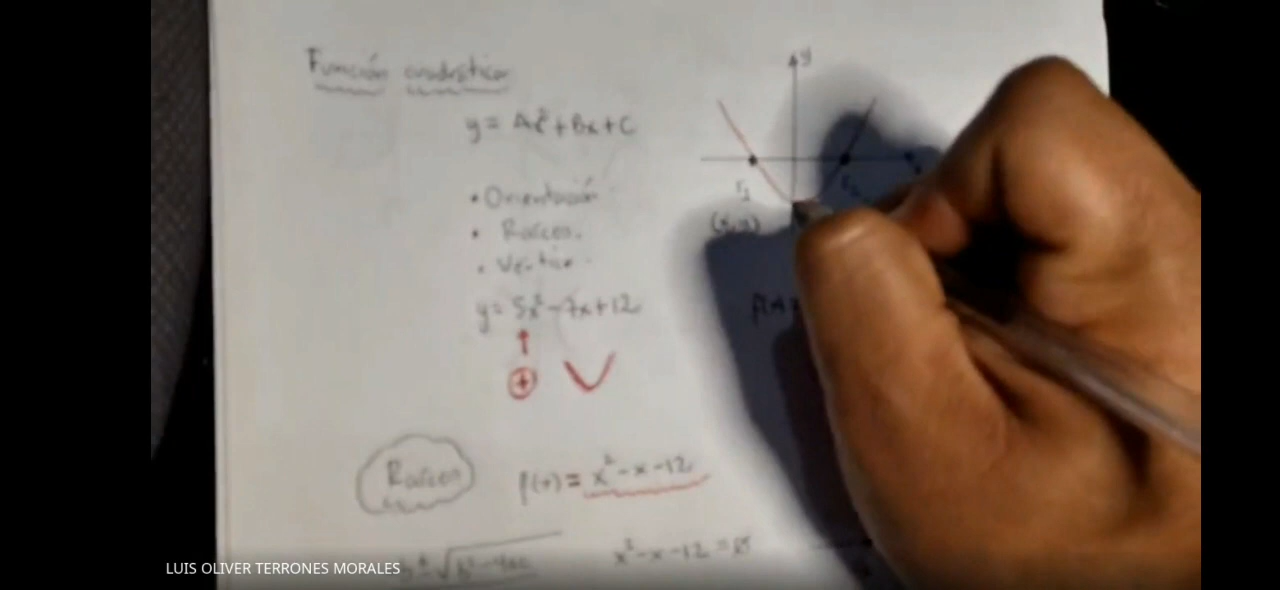 Función cuadrática
y = Ax²+Bx+C
• Orientación
• Raíces.
• Vértice.
y = 5x²-7x+12
+
Raíces
f(x) = x²-x-12
x²-x-12=0
y
r₁
(x,y)
LUIS OLIVER TERRONES MORALES